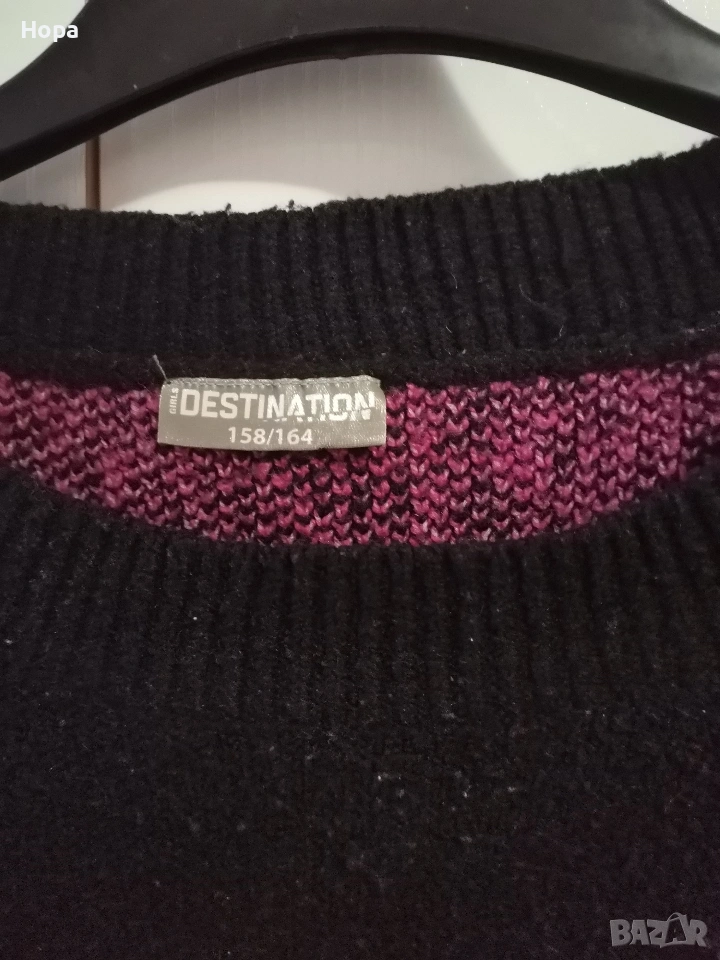 Нора
GIRLS
DESTINATION
158/164
BAZAR